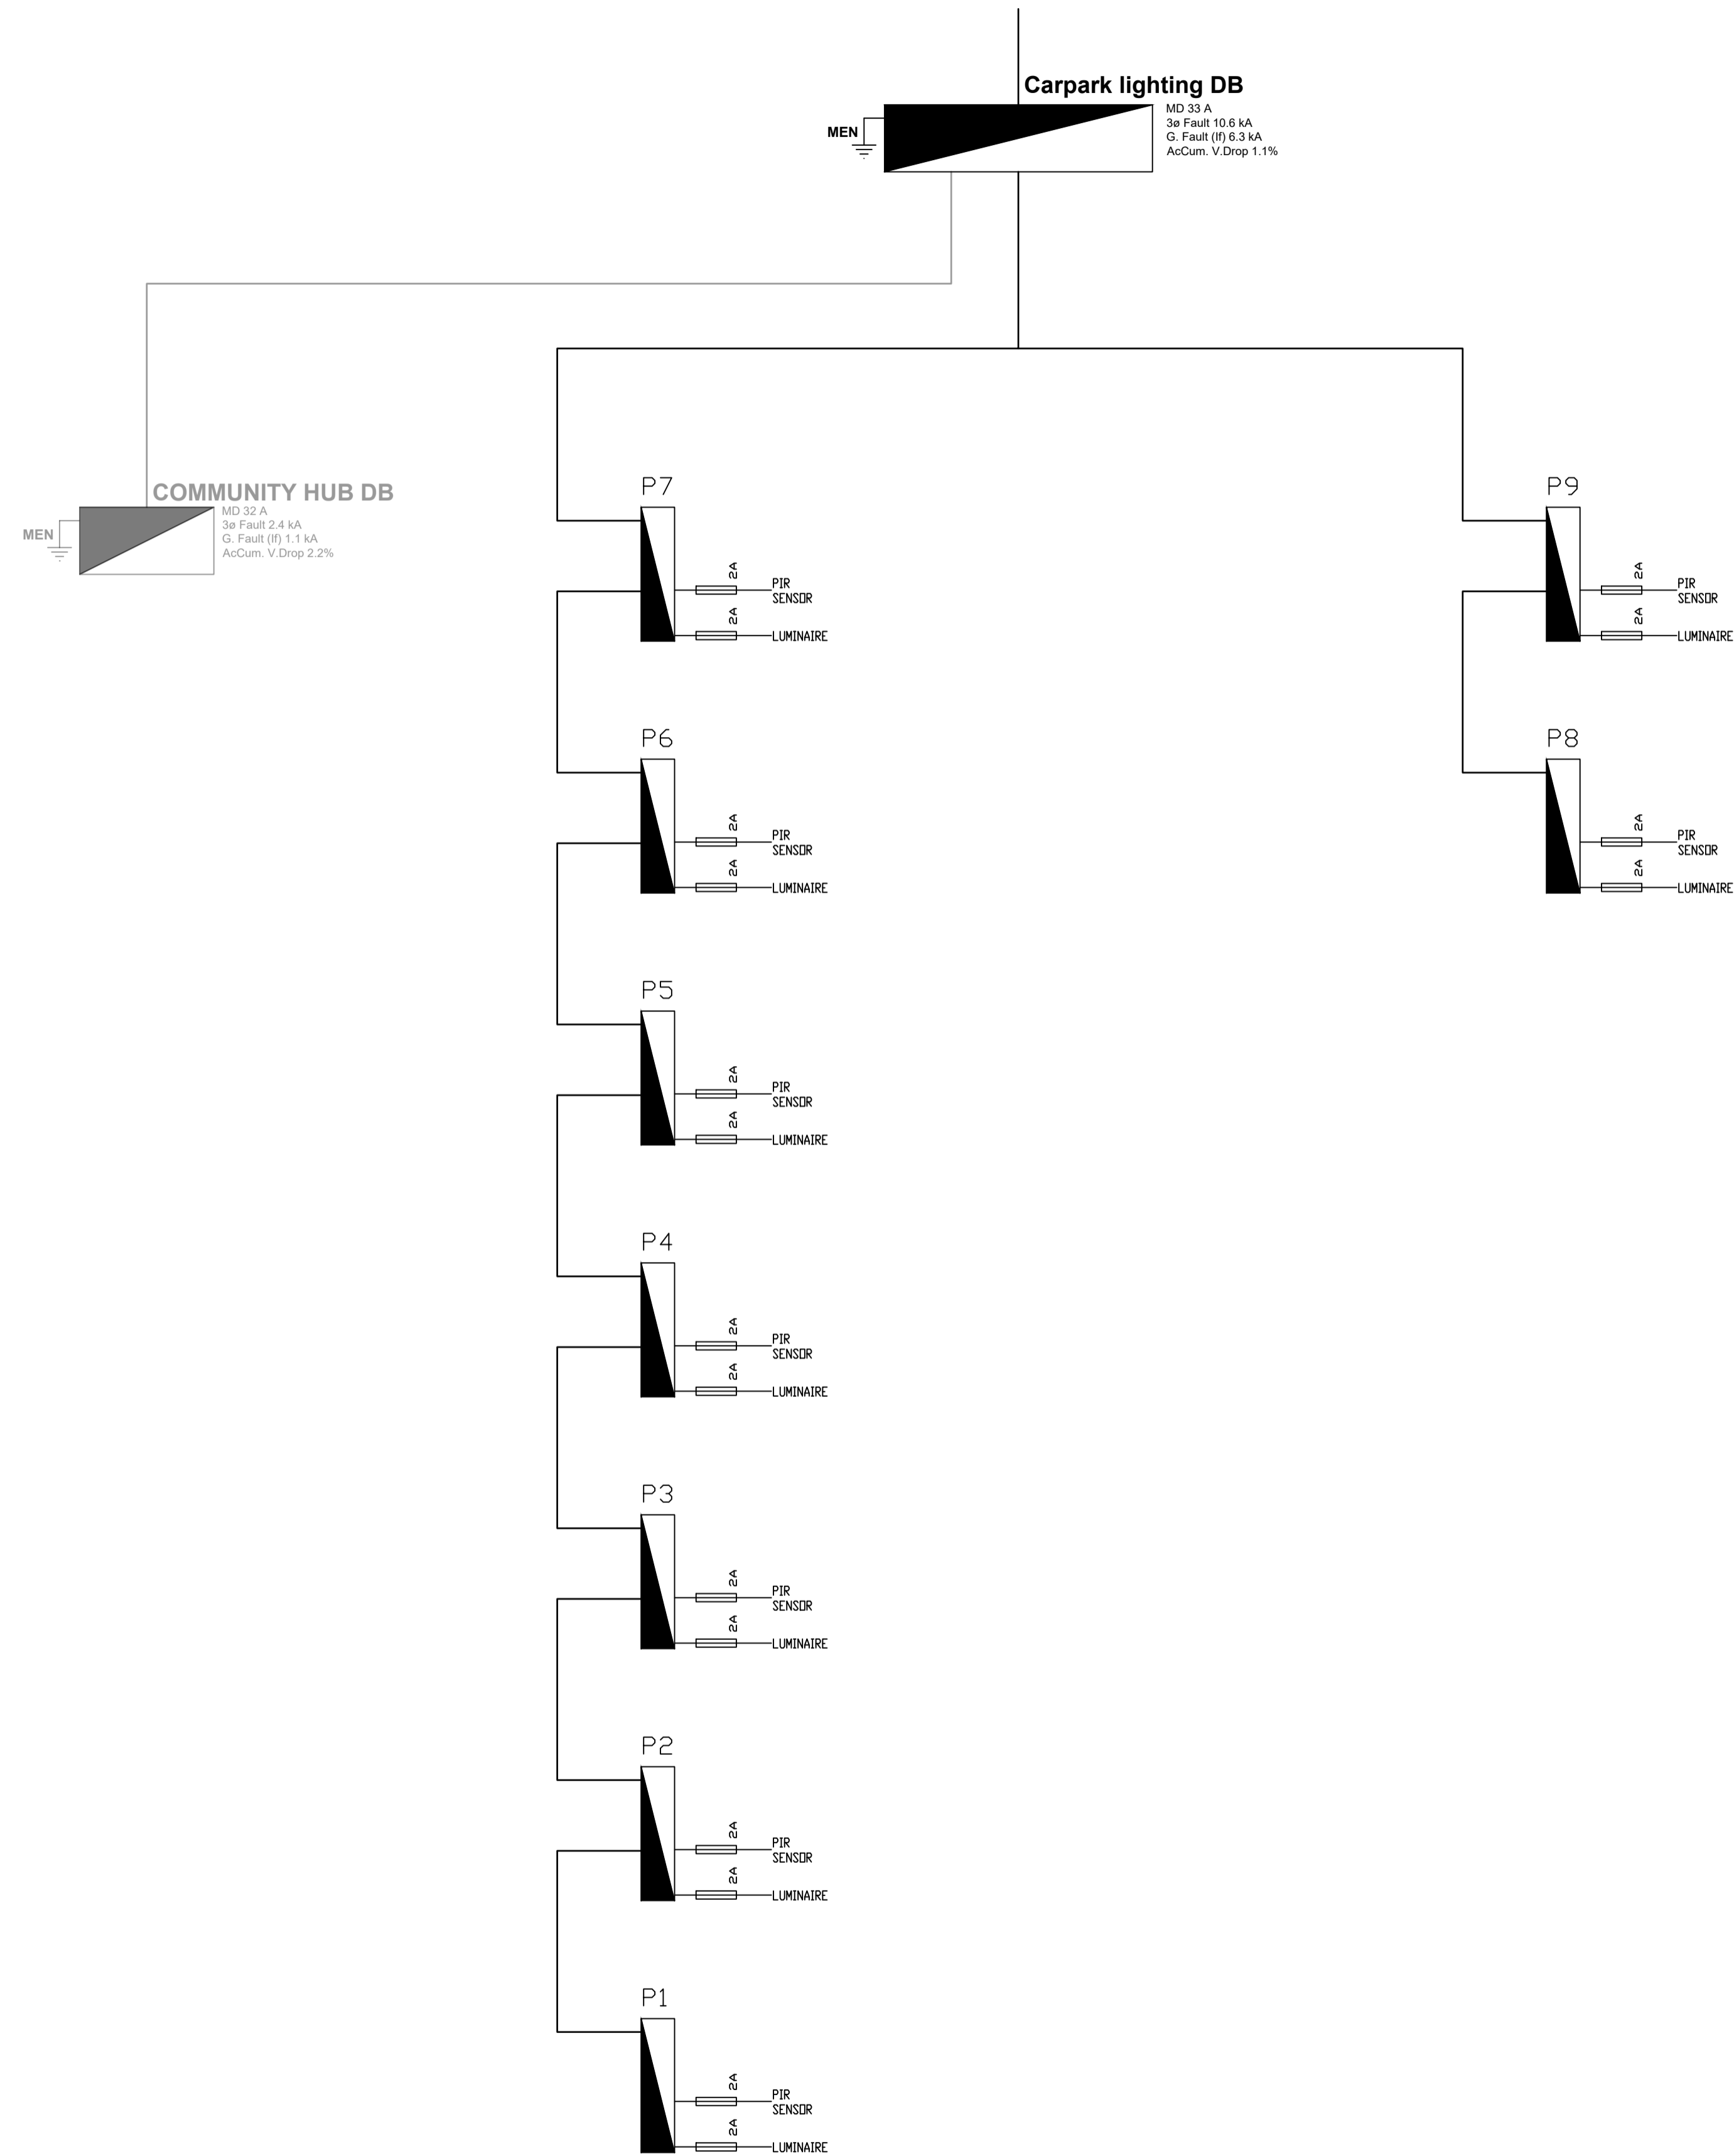 Carpark lighting DB
MD 33 A
3ø Fault 10.6 kA
G. Fault (If) 6.3 kA
AcCum. V.Drop 1.1%
MEN
COMMUNITY HUB DB
MD 32 A
3ø Fault 2.4 kA
G. Fault (If) 1.1 kA
AcCum. V.Drop 2.2%
MEN
P7
2A
PIR
SENSOR
2A
LUMINAIRE
P9
2A
PIR
SENSOR
2A
LUMINAIRE
P6
2A
PIR
SENSOR
2A
LUMINAIRE
P8
2A
PIR
SENSOR
2A
LUMINAIRE
P5
2A
PIR
SENSOR
2A
LUMINAIRE
P4
2A
PIR
SENSOR
2A
LUMINAIRE
P3
2A
PIR
SENSOR
2A
LUMINAIRE
P2
2A
PIR
SENSOR
2A
LUMINAIRE
P1
2A
PIR
SENSOR
2A
LUMINAIRE